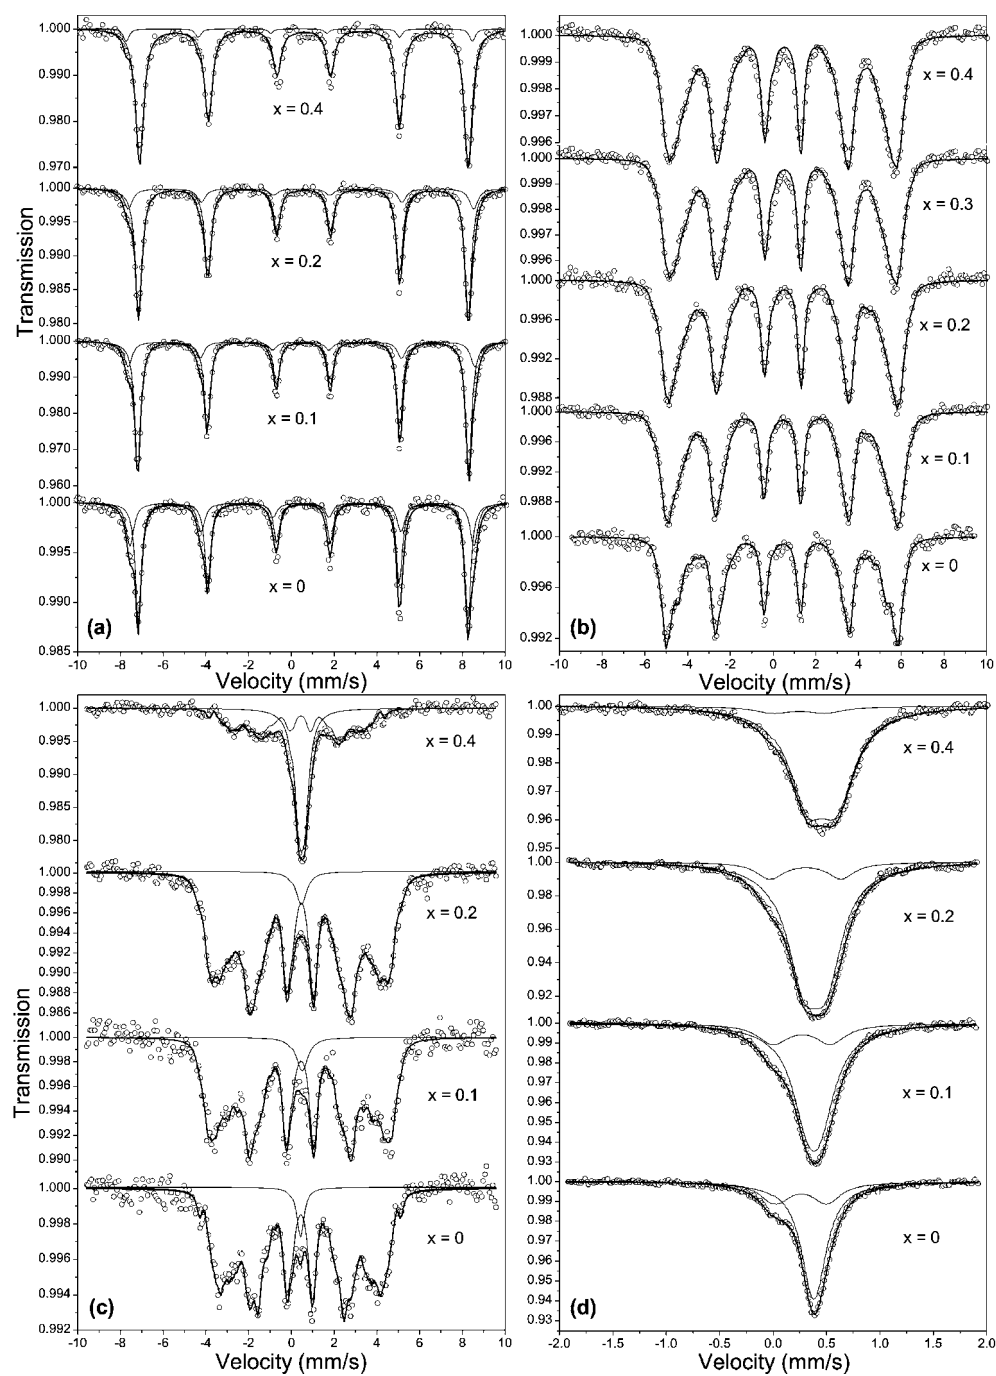 1.000
0.990
0.980
0.970
x = 0.4
1.000
0.995
0.990
0.985
0.980
x = 0.2
1.000
0.990
0.980
0.970
0.960
x = 0.1
1.000
0.995
0.990
0.985
x = 0
(a)
-10 -8 -6 -4 -2 0 2 4 6 8 10
Velocity (mm/s)
Transmission
1.000
0.999
0.997
0.996
x = 0.4
1.000
0.999
0.998
0.997
0.996
x = 0.3
1.000
0.996
0.992
0.988
x = 0.2
1.000
0.996
0.992
0.988
x = 0.1
1.000
0.996
0.992
x = 0
(b)
-10 -8 -6 -4 -2 0 2 4 6 8 10
Velocity (mm/s)
1.000
0.995
0.990
0.985
0.980
x = 0.4
1.000
0.998
0.996
0.994
0.992
0.990
0.988
0.986
x = 0.2
1.000
0.998
0.996
0.994
0.992
0.990
x = 0.1
1.000
0.998
0.996
0.994
0.992
x = 0
(c)
-10 -8 -6 -4 -2 0 2 4 6 8 10
Velocity (mm/s)
Transmission
1.00
0.99
0.98
0.97
0.96
0.95
x = 0.4
1.00
0.98
0.96
0.94
0.92
x = 0.2
1.00
0.99
0.98
0.97
0.96
0.95
0.94
0.93
x = 0.1
1.00
0.99
0.98
0.97
0.96
0.95
0.94
0.93
x = 0
(d)
-2.0 -1.5 -1.0 -0.5 0.0 0.5 1.0 1.5 2.0
Velocity (mm/s)